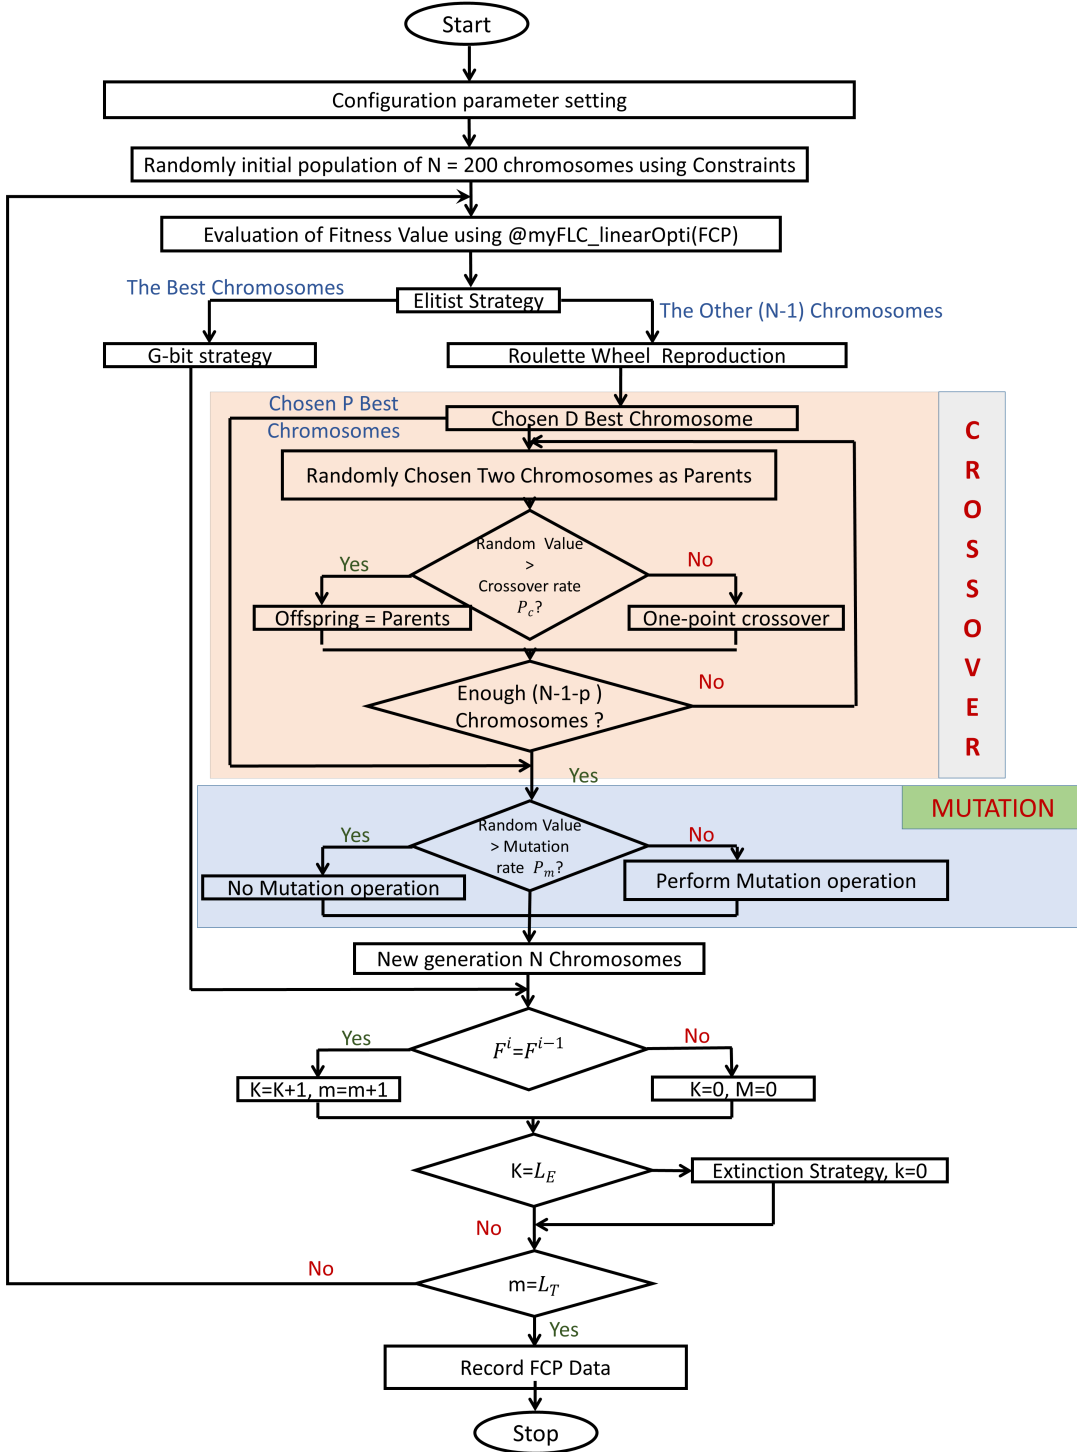 Start
Configuration parameter setting
Randomly initial population of N = 200 chromosomes using Constraints
Evaluation of Fitness Value using @myFLC_linearOpti(FCP)
The Best Chromosomes
Elitist Strategy
The Other (N-1) Chromosomes
G-bit strategy
Roulette Wheel Reproduction
Chosen P Best
Chromosomes
Chosen D Best Chromosome
Randomly Chosen Two Chromosomes as Parents
Random Value
>
Crossover rate
P_c?
Yes
No
Offspring = Parents
One-point crossover
Enough (N-1-p )
Chromosomes ?
No
Yes
C
R
O
S
S
O
V
E
R
MUTATION
Random Value
> Mutation
rate P_m?
Yes
No
No Mutation operation
Perform Mutation operation
New generation N Chromosomes
F^i=F^{i−1}
Yes
No
K=K+1, m=m+1
K=0, M=0
K=L_E
Extinction Strategy, k=0
No
m=L_T
No
Yes
Record FCP Data
Stop